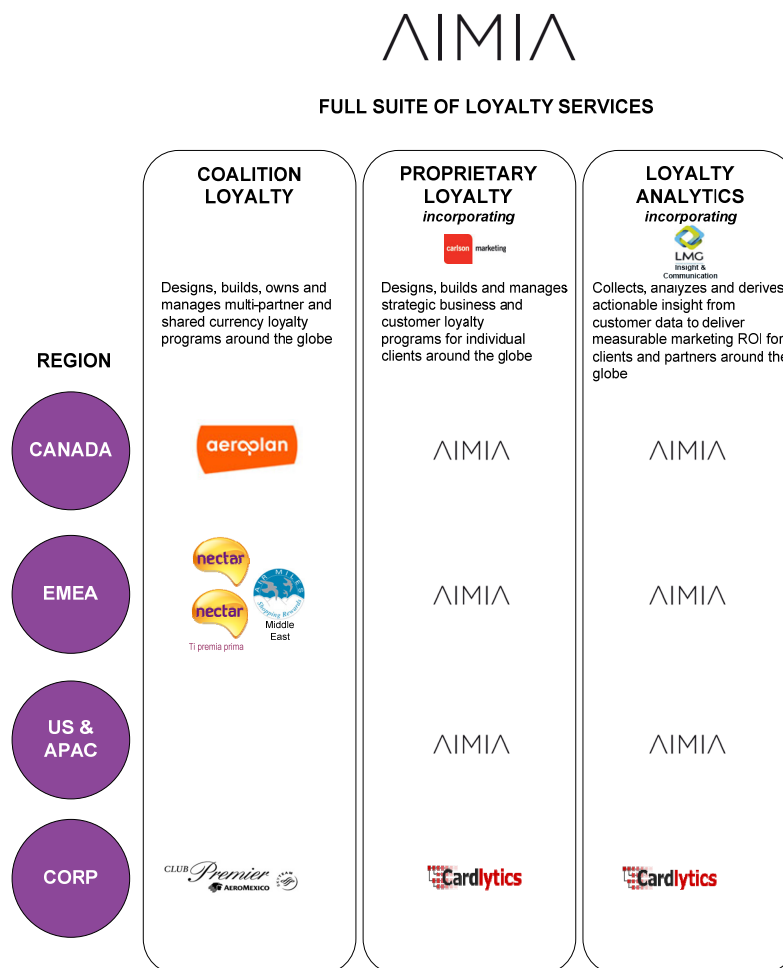 AIMIA
FULL SUITE OF LOYALTY SERVICES
COALITION
LOYALTY
Designs, builds, owns and
manages multi-partner and
shared currency loyalty
programs around the globe
PROPRIETARY
LOYALTY
incorporating
carlson marketing
Designs, builds and manages
strategic business and
customer loyalty
programs for individual
clients around the globe
LOYALTY
ANALYTICS
incorporating
LMG
Insight &
Communication
Collects, analyzes and derives
actionable insight from
customer data to deliver
measurable marketing ROI for
clients and partners around the
globe
REGION
CANADA
aeroplan
AIMIA
AIMIA
EMEA
nectar
nectar
Ti premia prima
AIR MILES
Shopping Rewards
Middle
East
AIMIA
AIMIA
US &
APAC
AIMIA
AIMIA
CORP
CLUB Premier
AEROMEXICO
SKYTEAM
Cardlytics
Cardlytics